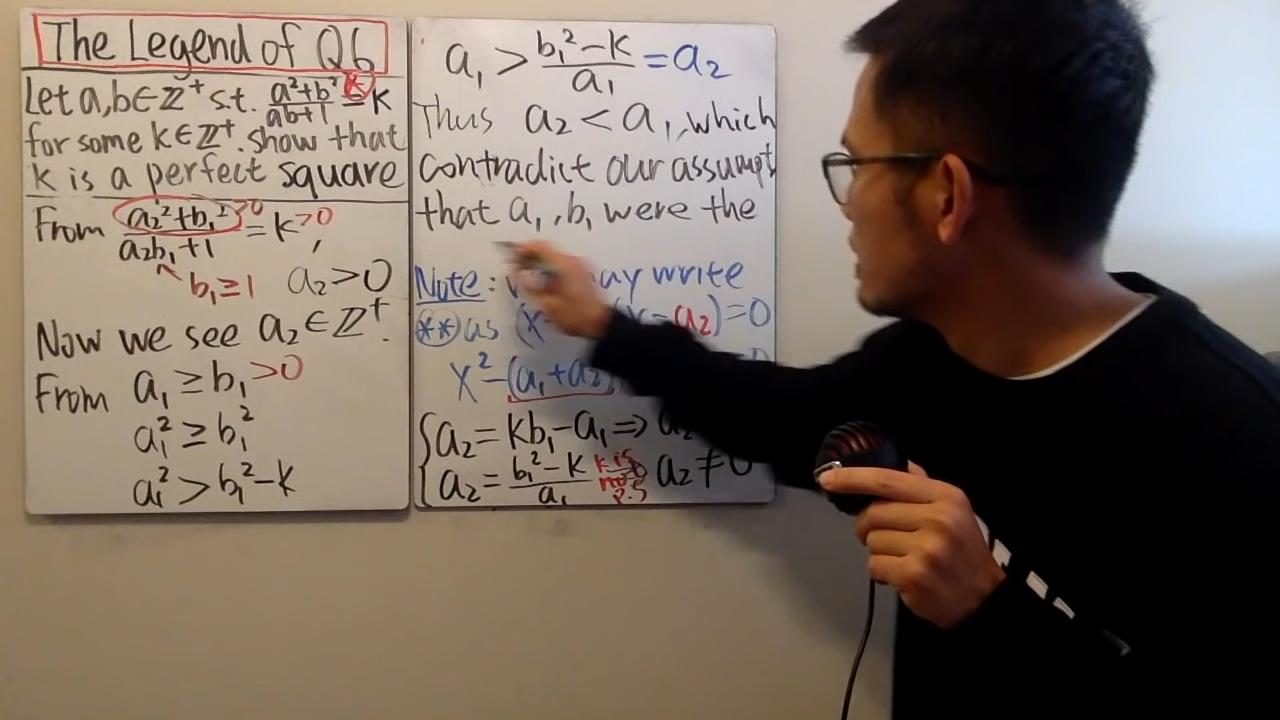 The Legend of Q6
Let a,b∈ℤ⁺ s.t. (a²+b²)/(ab+1) = k (*)
for some k∈ℤ⁺. show that
k is a perfect square
From (a₂²+b₁²)/(a₂b₁+1) = k >0 >0,
b₁≥1 a₂>0
Now we see a₂∈ℤ⁺.
From a₁≥b₁>0
a₁²≥b₁²
a₁²>b₁²-k
a₁>(b₁²-k)/a₁=a₂
Thus a₂<a₁, which
contradict our assumpt
that a₁, b₁ were the
Note: may write
(**) as (x -a₂)=0
x²-(a₁+a₂)
{a₂=kb₁-a₁⇒
a₂=(b₁²-k)/a₁ k is not p.s a₂≠0